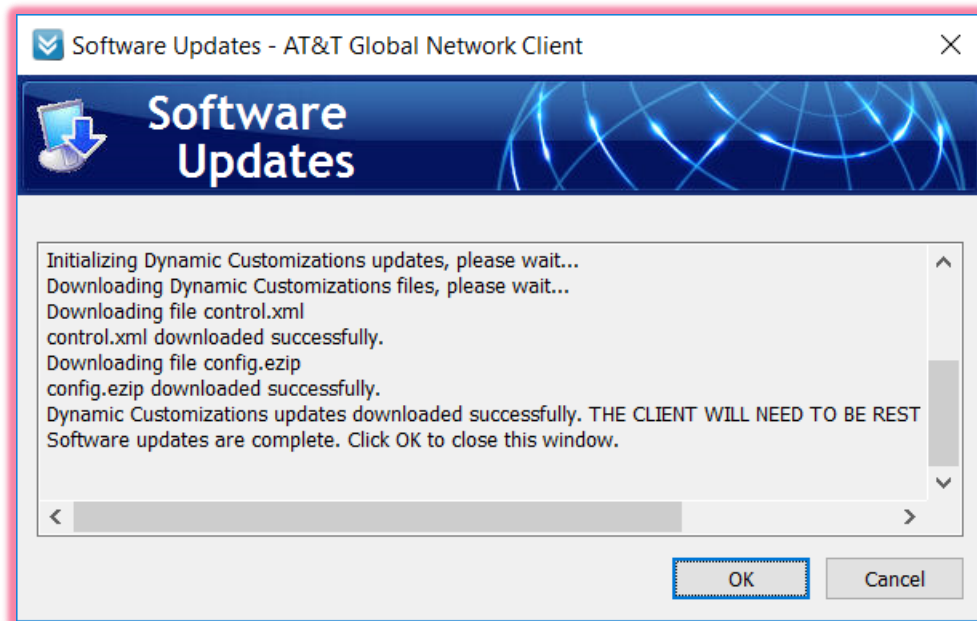 Software Updates - AT&T Global Network Client
Software
Updates
Initializing Dynamic Customizations updates, please wait...
Downloading Dynamic Customizations files, please wait...
Downloading file control.xml
control.xml downloaded successfully.
Downloading file config.ezip
config.ezip downloaded successfully.
Dynamic Customizations updates downloaded successfully. THE CLIENT WILL NEED TO BE REST
Software updates are complete. Click OK to close this window.
OK
Cancel